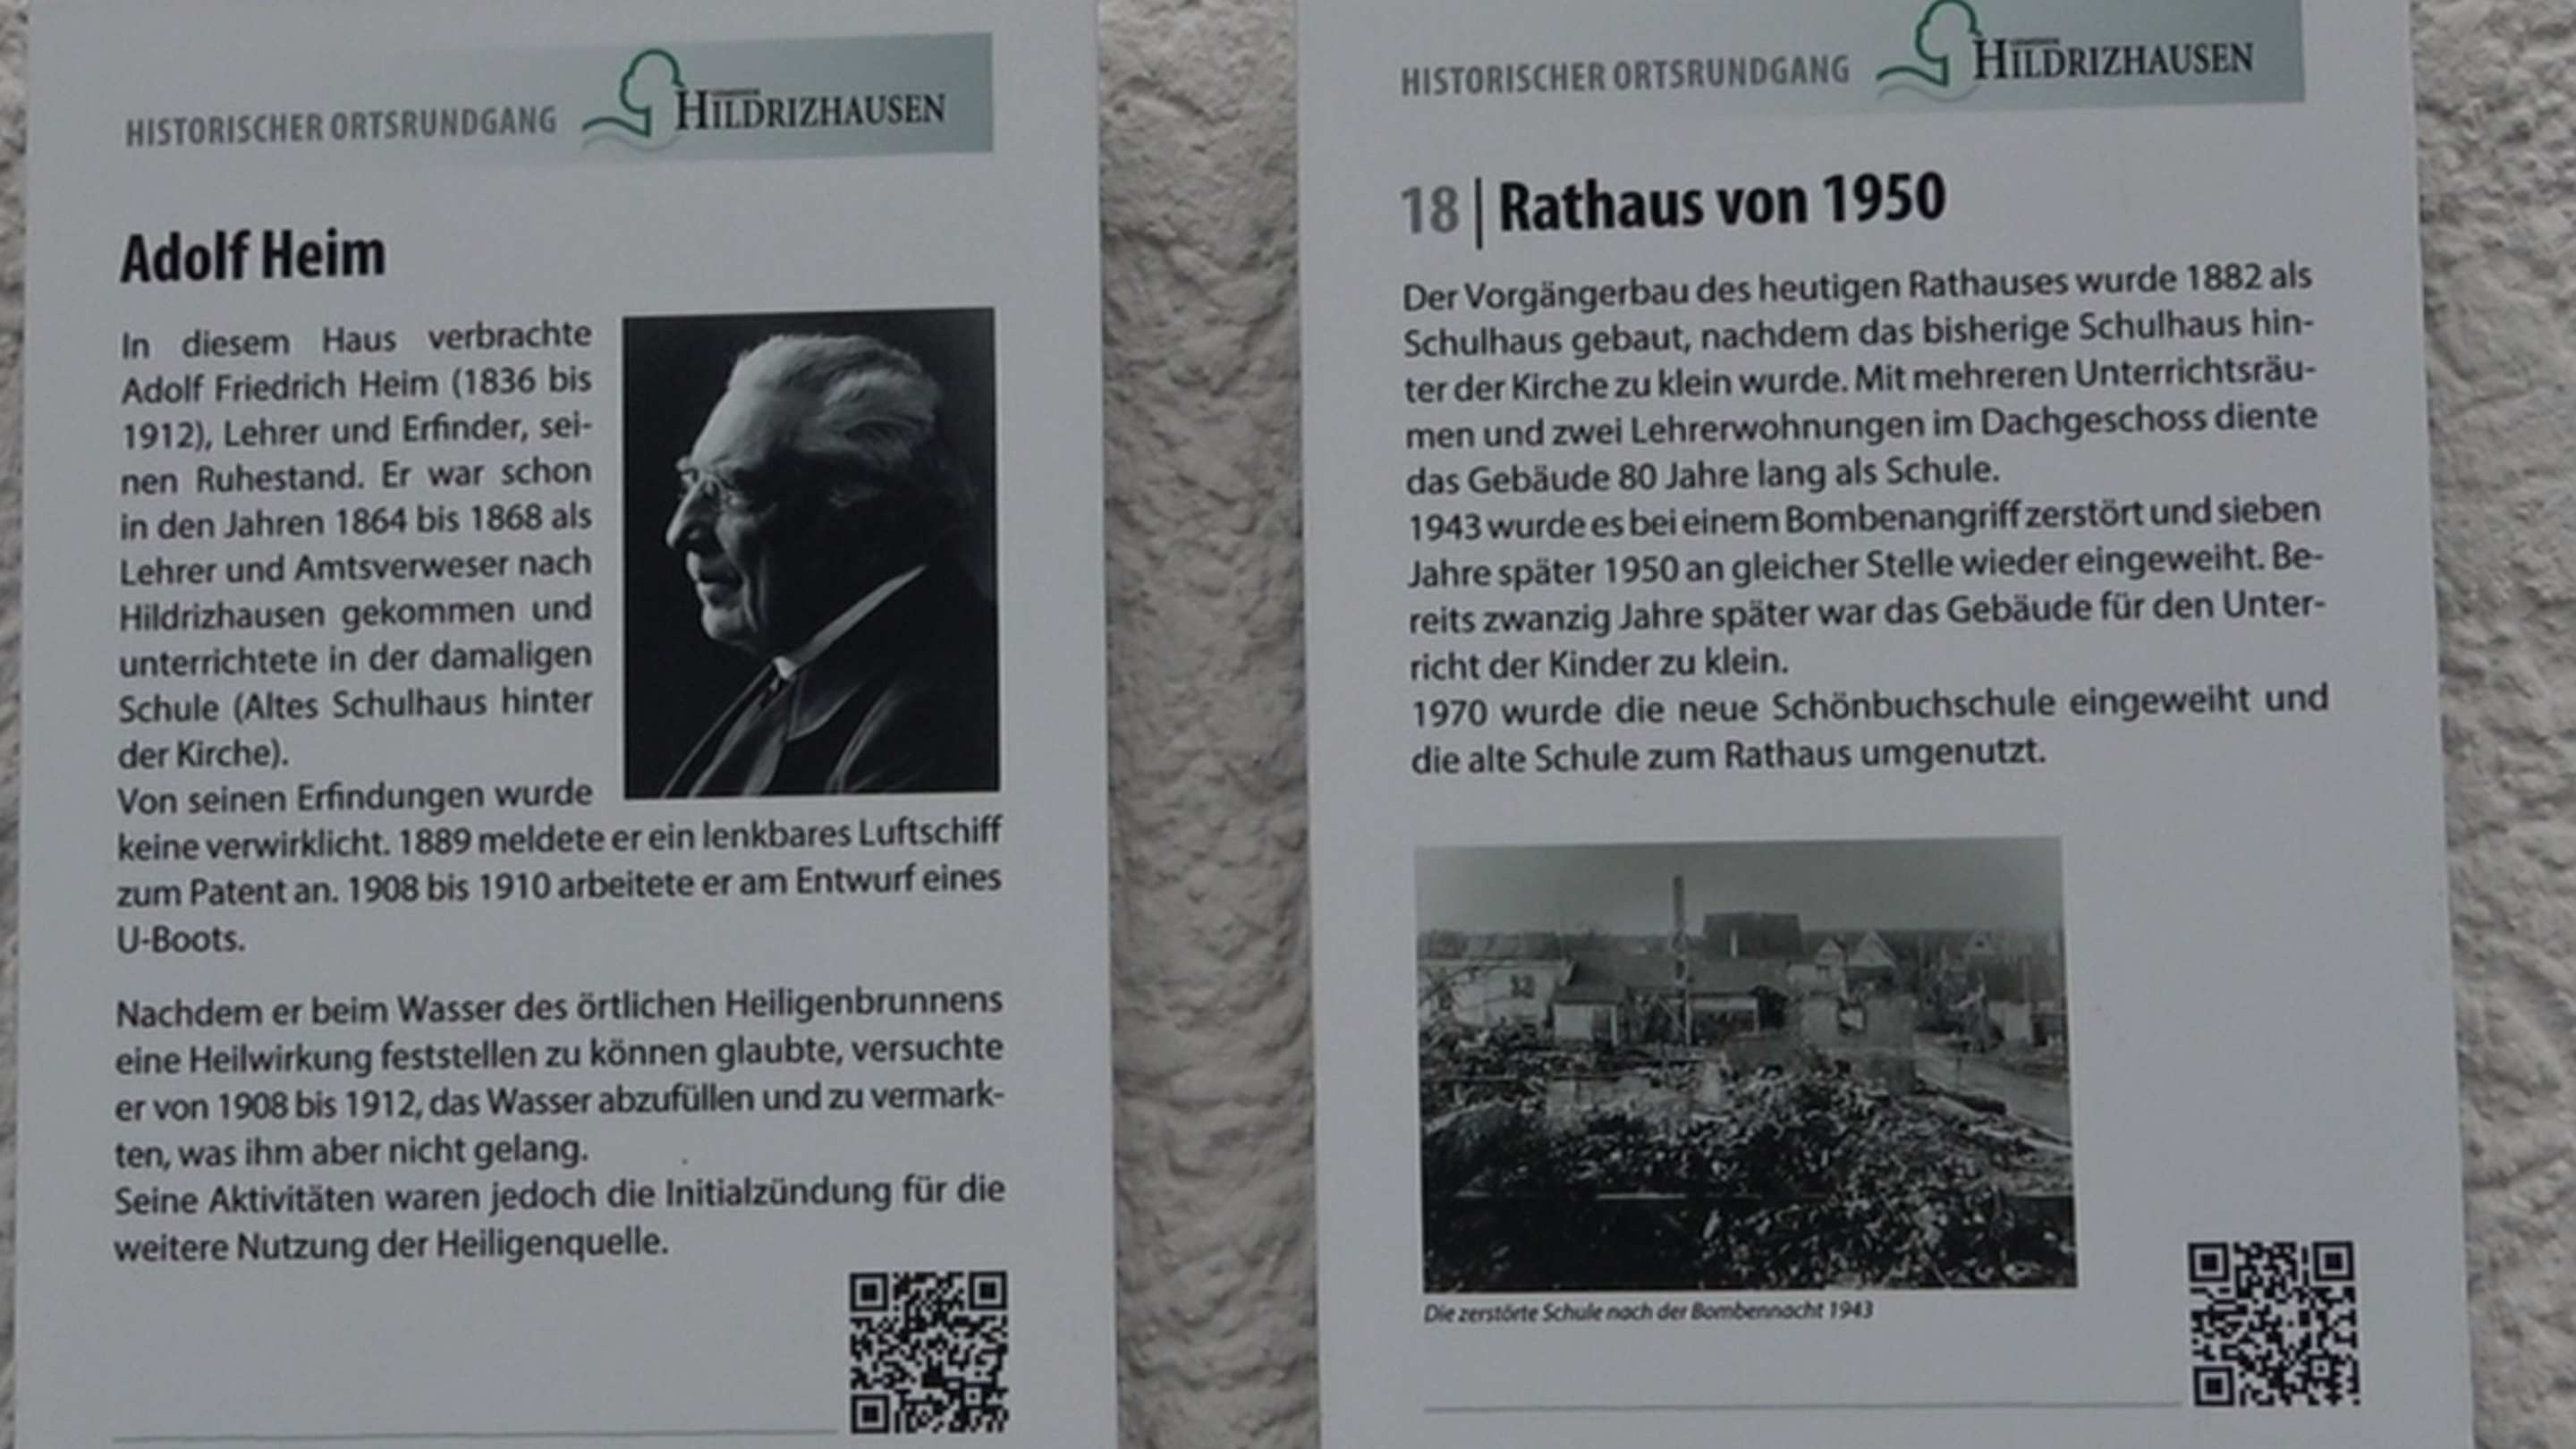 HISTORISCHER ORTSRUNDGANG
GEMEINDE
HILDRIZHAUSEN
Adolf Heim
In diesem Haus verbrachte
Adolf Friedrich Heim (1836 bis
1912), Lehrer und Erfinder, sei-
nen Ruhestand. Er war schon
in den Jahren 1864 bis 1868 als
Lehrer und Amtsverweser nach
Hildrizhausen gekommen und
unterrichtete in der damaligen
Schule (Altes Schulhaus hinter
der Kirche).
Von seinen Erfindungen wurde
keine verwirklicht. 1889 meldete er ein lenkbares Luftschiff
zum Patent an. 1908 bis 1910 arbeitete er am Entwurf eines
U-Boots.
Nachdem er beim Wasser des örtlichen Heiligenbrunnens
eine Heilwirkung feststellen zu können glaubte, versuchte
er von 1908 bis 1912, das Wasser abzufüllen und zu vermark-
ten, was ihm aber nicht gelang.
Seine Aktivitäten waren jedoch die Initialzündung für die
weitere Nutzung der Heiligenquelle.
HISTORISCHER ORTSRUNDGANG
GEMEINDE
HILDRIZHAUSEN
18 | Rathaus von 1950
Der Vorgängerbau des heutigen Rathauses wurde 1882 als
Schulhaus gebaut, nachdem das bisherige Schulhaus hin-
ter der Kirche zu klein wurde. Mit mehreren Unterrichtsräu-
men und zwei Lehrerwohnungen im Dachgeschoss diente
das Gebäude 80 Jahre lang als Schule.
1943 wurde es bei einem Bombenangriff zerstört und sieben
Jahre später 1950 an gleicher Stelle wieder eingeweiht. Be-
reits zwanzig Jahre später war das Gebäude für den Unter-
richt der Kinder zu klein.
1970 wurde die neue Schönbuchschule eingeweiht und
die alte Schule zum Rathaus umgenutzt.
Die zerstörte Schule nach der Bombennacht 1943